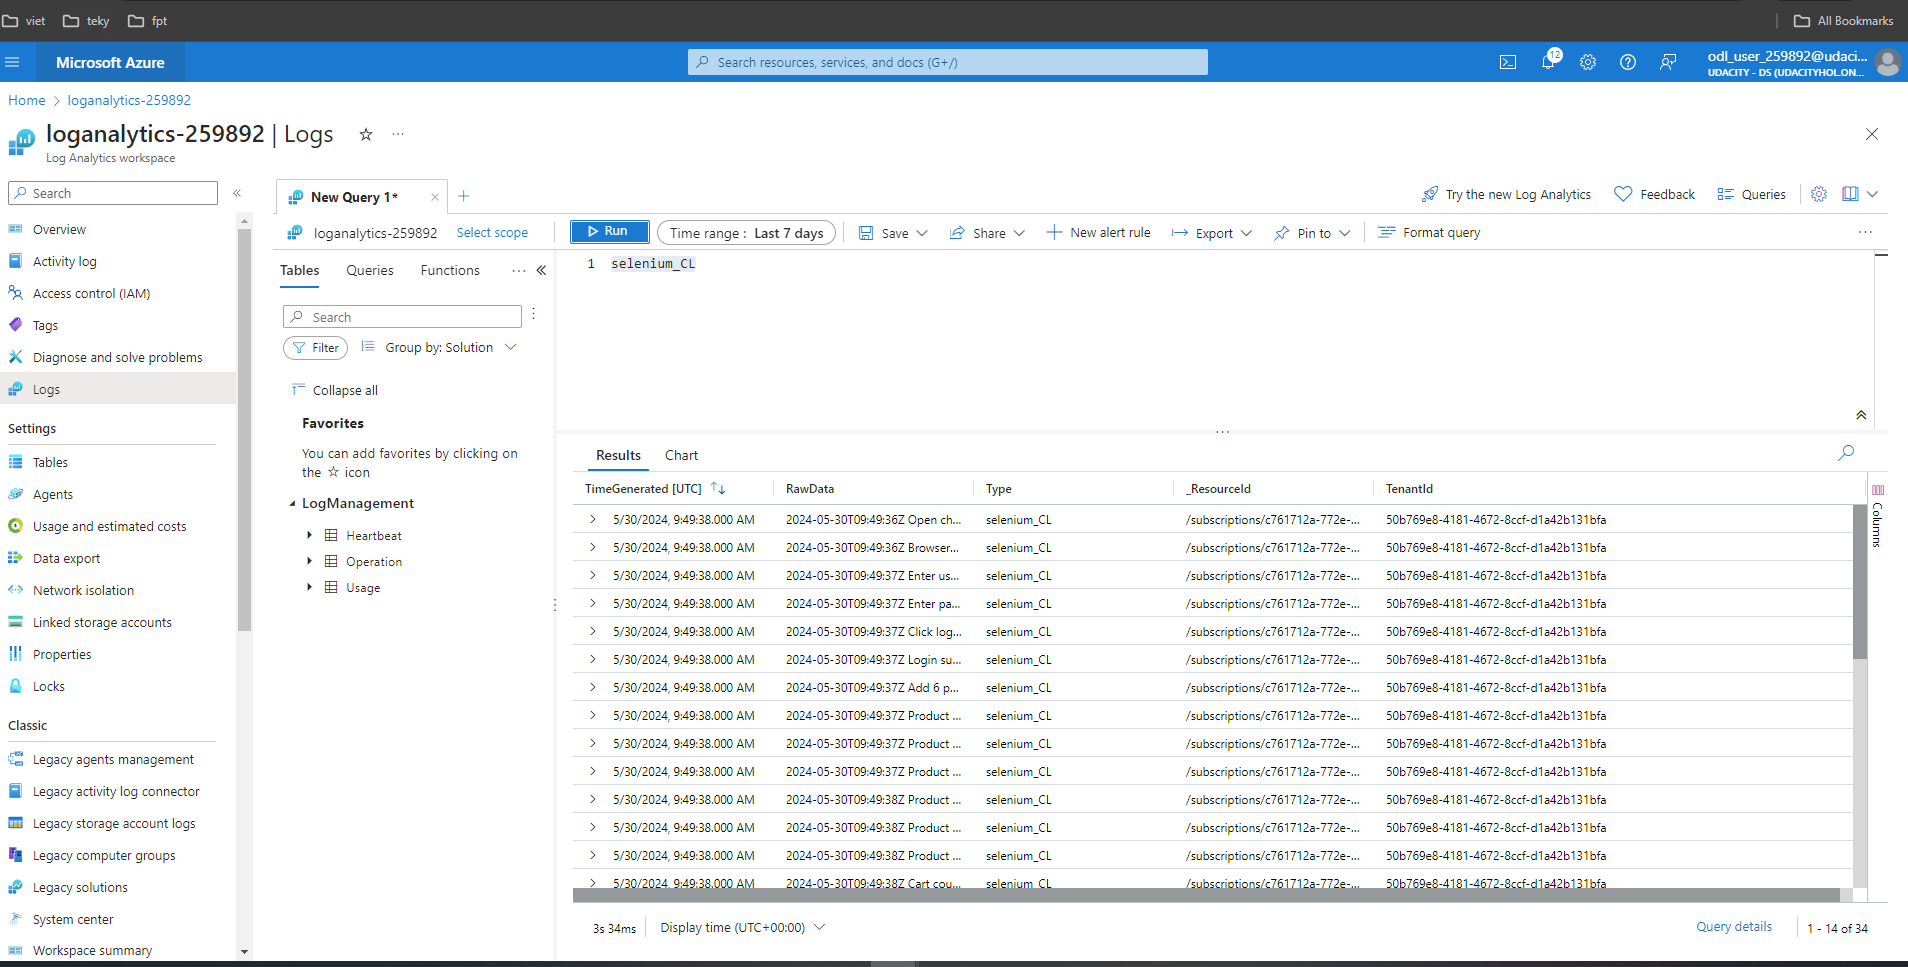 viet
teky
fpt
All Bookmarks
Microsoft Azure
Search resources, services, and docs (G+/)
12
odl_user_259892@udaci...
UDACITY - DS (UDACITYHOL.ON...
Home > loganalytics-259892
loganalytics-259892 | Logs
Log Analytics workspace
Search
Overview
Activity log
Access control (IAM)
Tags
Diagnose and solve problems
Logs
Settings
Tables
Agents
Usage and estimated costs
Data export
Network isolation
Linked storage accounts
Properties
Locks
Classic
Legacy agents management
Legacy activity log connector
Legacy storage account logs
Legacy computer groups
Legacy solutions
System center
Workspace summary
New Query 1*
Try the new Log Analytics
Feedback
Queries
loganalytics-259892
Select scope
Run
Time range : Last 7 days
Save
Share
New alert rule
Export
Pin to
Format query
Tables
Queries
Functions
Search
Filter
Group by: Solution
Collapse all
Favorites
You can add favorites by clicking on
the ☆ icon
LogManagement
Heartbeat
Operation
Usage
1 selenium_CL
Results
Chart
TimeGenerated [UTC] RawData Type _ResourceId TenantId
5/30/2024, 9:49:38.000 AM 2024-05-30T09:49:36Z Open ch... selenium_CL /subscriptions/c761712a-772e-... 50b769e8-4181-4672-8ccf-d1a42b131bfa
5/30/2024, 9:49:38.000 AM 2024-05-30T09:49:36Z Browser... selenium_CL /subscriptions/c761712a-772e-... 50b769e8-4181-4672-8ccf-d1a42b131bfa
5/30/2024, 9:49:38.000 AM 2024-05-30T09:49:37Z Enter us... selenium_CL /subscriptions/c761712a-772e-... 50b769e8-4181-4672-8ccf-d1a42b131bfa
5/30/2024, 9:49:38.000 AM 2024-05-30T09:49:37Z Enter pa... selenium_CL /subscriptions/c761712a-772e-... 50b769e8-4181-4672-8ccf-d1a42b131bfa
5/30/2024, 9:49:38.000 AM 2024-05-30T09:49:37Z Click log... selenium_CL /subscriptions/c761712a-772e-... 50b769e8-4181-4672-8ccf-d1a42b131bfa
5/30/2024, 9:49:38.000 AM 2024-05-30T09:49:37Z Login su... selenium_CL /subscriptions/c761712a-772e-... 50b769e8-4181-4672-8ccf-d1a42b131bfa
5/30/2024, 9:49:38.000 AM 2024-05-30T09:49:37Z Add 6 p... selenium_CL /subscriptions/c761712a-772e-... 50b769e8-4181-4672-8ccf-d1a42b131bfa
5/30/2024, 9:49:38.000 AM 2024-05-30T09:49:37Z Product ... selenium_CL /subscriptions/c761712a-772e-... 50b769e8-4181-4672-8ccf-d1a42b131bfa
5/30/2024, 9:49:38.000 AM 2024-05-30T09:49:37Z Product ... selenium_CL /subscriptions/c761712a-772e-... 50b769e8-4181-4672-8ccf-d1a42b131bfa
5/30/2024, 9:49:38.000 AM 2024-05-30T09:49:37Z Product ... selenium_CL /subscriptions/c761712a-772e-... 50b769e8-4181-4672-8ccf-d1a42b131bfa
5/30/2024, 9:49:38.000 AM 2024-05-30T09:49:38Z Product ... selenium_CL /subscriptions/c761712a-772e-... 50b769e8-4181-4672-8ccf-d1a42b131bfa
5/30/2024, 9:49:38.000 AM 2024-05-30T09:49:38Z Product ... selenium_CL /subscriptions/c761712a-772e-... 50b769e8-4181-4672-8ccf-d1a42b131bfa
5/30/2024, 9:49:38.000 AM 2024-05-30T09:49:38Z Product ... selenium_CL /subscriptions/c761712a-772e-... 50b769e8-4181-4672-8ccf-d1a42b131bfa
5/30/2024, 9:49:38.000 AM 2024-05-30T09:49:38Z Cart cou... selenium_CL /subscriptions/c761712a-772e-... 50b769e8-4181-4672-8ccf-d1a42b131bfa
Columns
3s 34ms
Display time (UTC+00:00)
Query details
1 - 14 of 34